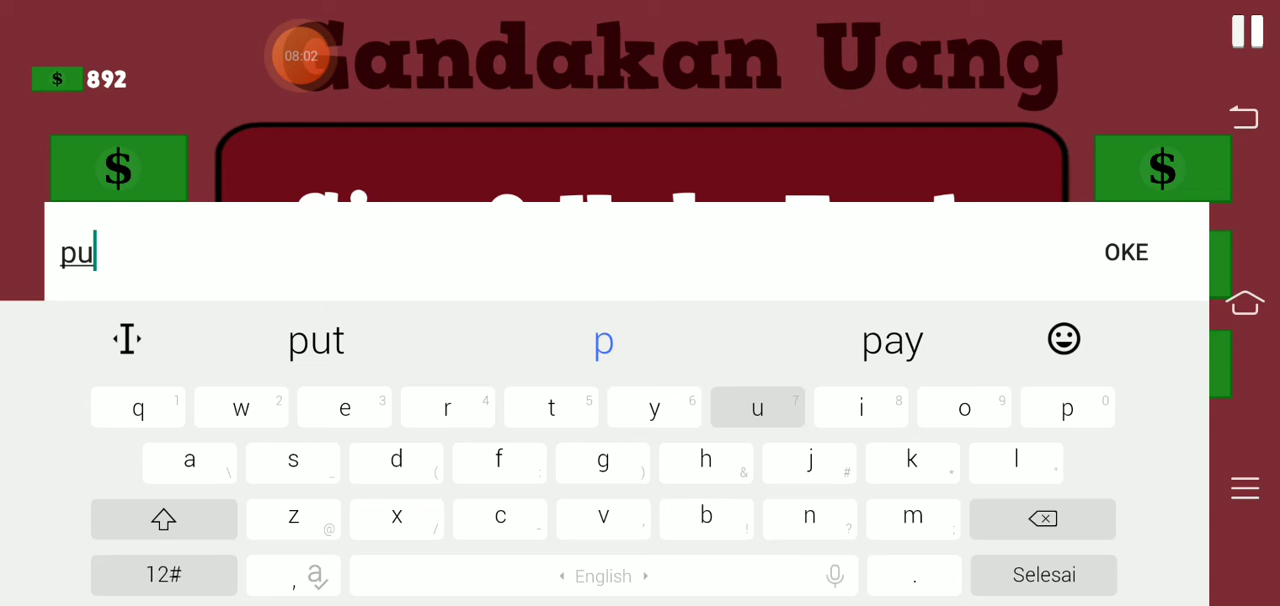 Gandakan Uang
08:02
$ 892
$ $
pu OKE
put p pay
q 1 w 2 e 3 r 4 t 5 y 6 u 7 i 8 o 9 p 0
a \ s _ d ( f : g ) h & j # k * l "
z @ x / c - v ' b ! n ? m ;
12# , a English . Selesai